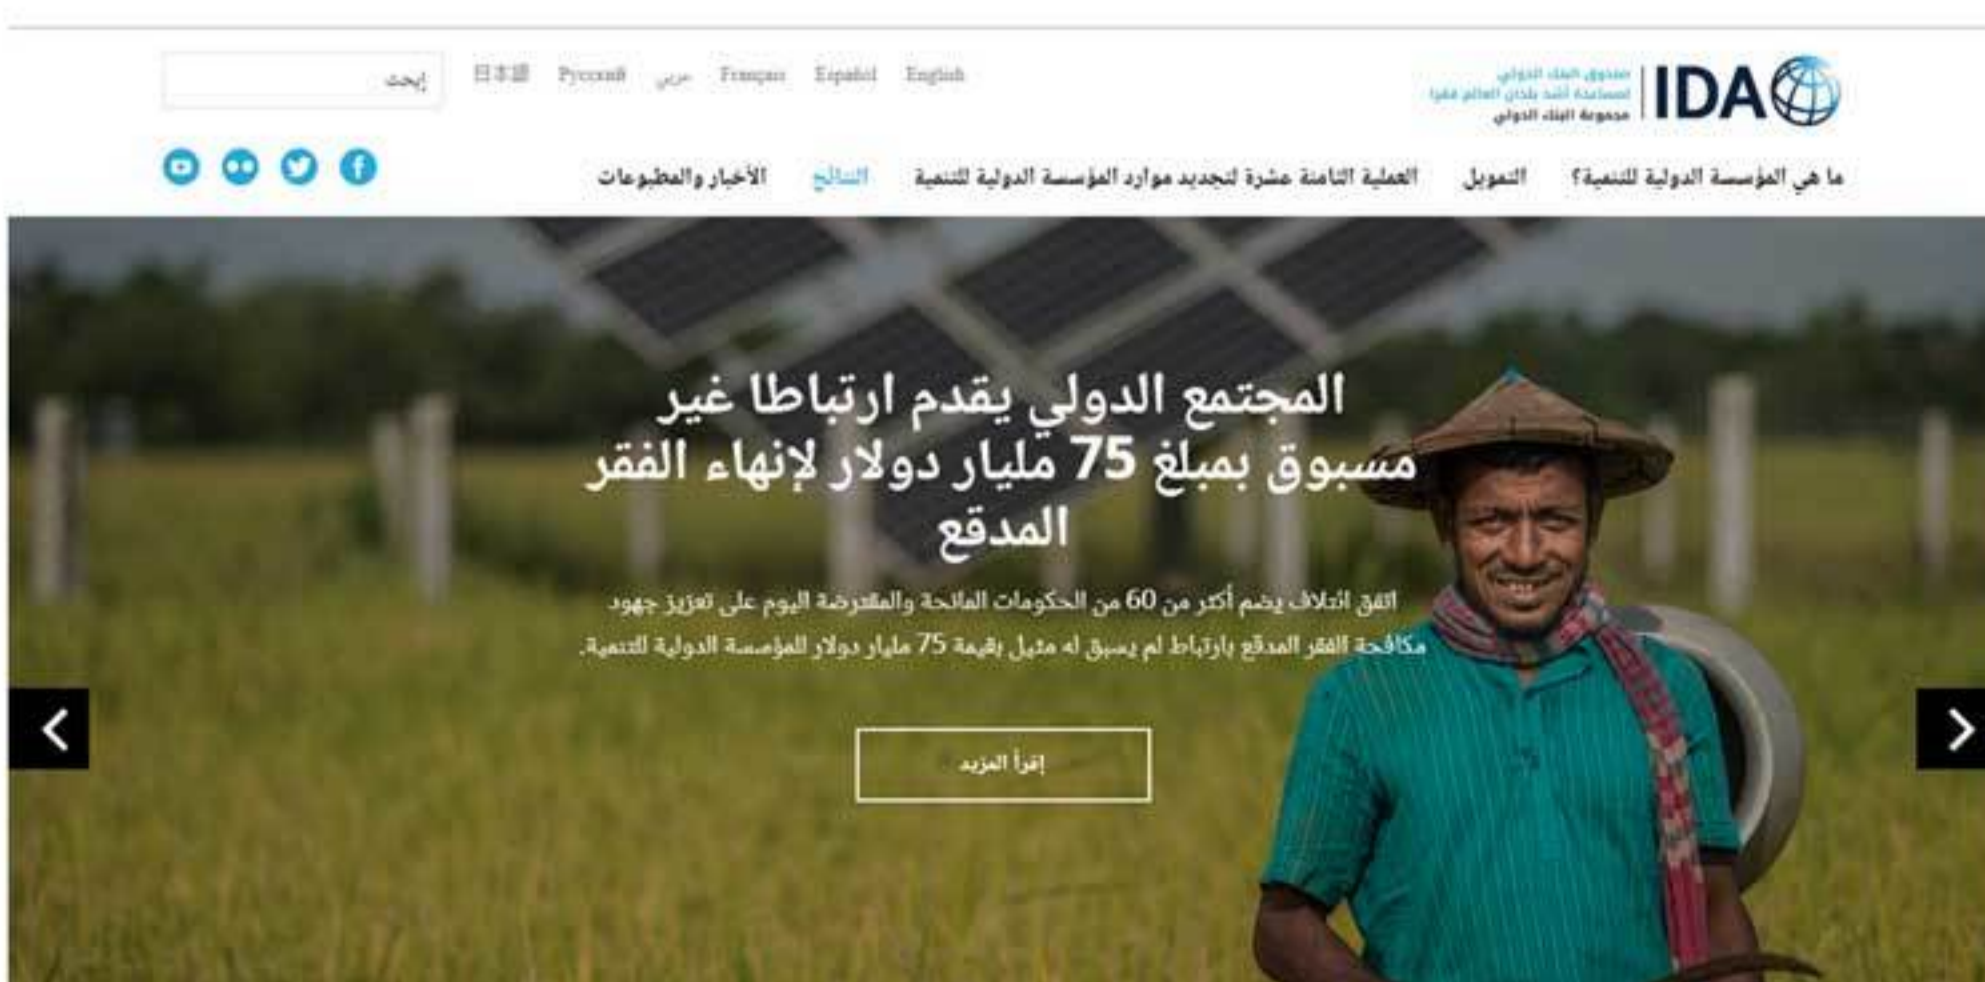 IDA
صندوق البنك الدولي
لمساعدة أشد بلدان العالم فقرا
مجموعة البنك الدولي
English Español Français عربي Русский 日本語
إبحث
ما هي المؤسسة الدولية للتنمية؟ التمويل العملية الثامنة عشرة لتجديد موارد المؤسسة الدولية للتنمية النتائج الأخبار والمطبوعات
المجتمع الدولي يقدم ارتباطا غير
مسبوق بمبلغ 75 مليار دولار لإنهاء الفقر
المدقع
اتفق ائتلاف يضم أكثر من 60 من الحكومات المانحة والمقترضة اليوم على تعزيز جهود
مكافحة الفقر المدقع بارتباط لم يسبق له مثيل بقيمة 75 مليار دولار للمؤسسة الدولية للتنمية.
إقرأ المزيد